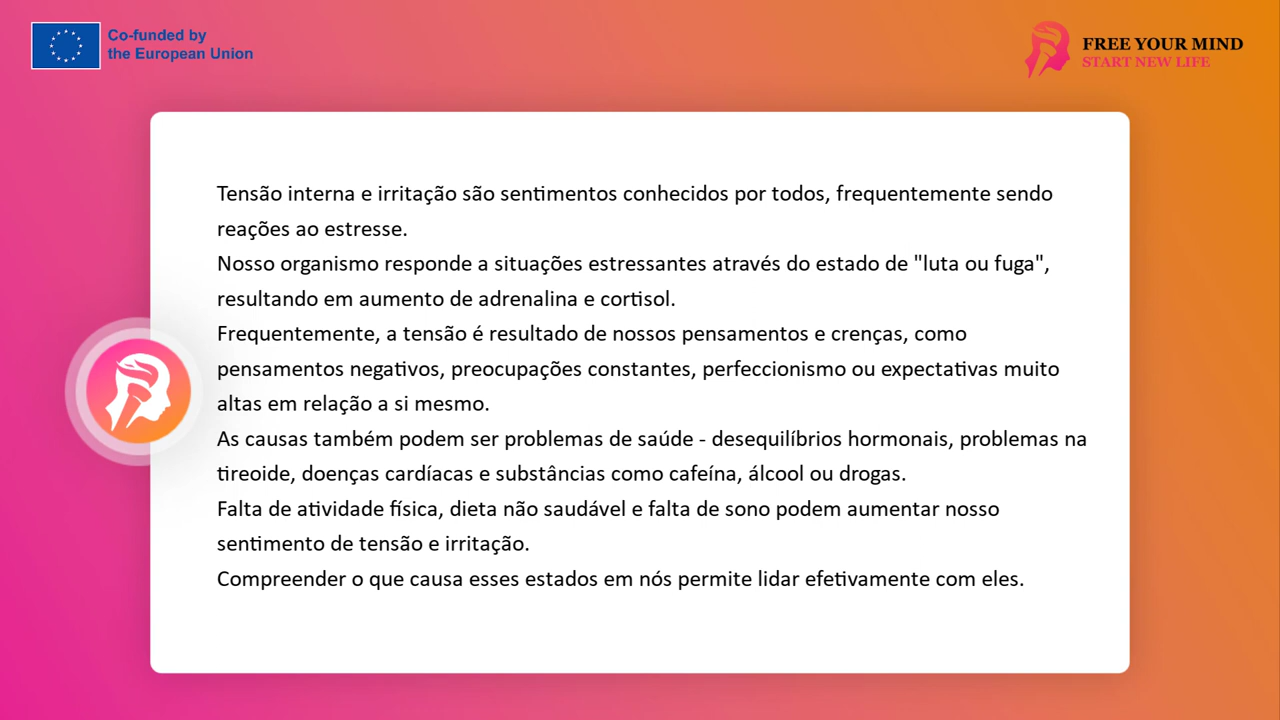 Co-funded by
the European Union
FREE YOUR MIND
START NEW LIFE
Tensão interna e irritação são sentimentos conhecidos por todos, frequentemente sendo
reações ao estresse.
Nosso organismo responde a situações estressantes através do estado de "luta ou fuga",
resultando em aumento de adrenalina e cortisol.
Frequentemente, a tensão é resultado de nossos pensamentos e crenças, como
pensamentos negativos, preocupações constantes, perfeccionismo ou expectativas muito
altas em relação a si mesmo.
As causas também podem ser problemas de saúde - desequilíbrios hormonais, problemas na
tireoide, doenças cardíacas e substâncias como cafeína, álcool ou drogas.
Falta de atividade física, dieta não saudável e falta de sono podem aumentar nosso
sentimento de tensão e irritação.
Compreender o que causa esses estados em nós permite lidar efetivamente com eles.